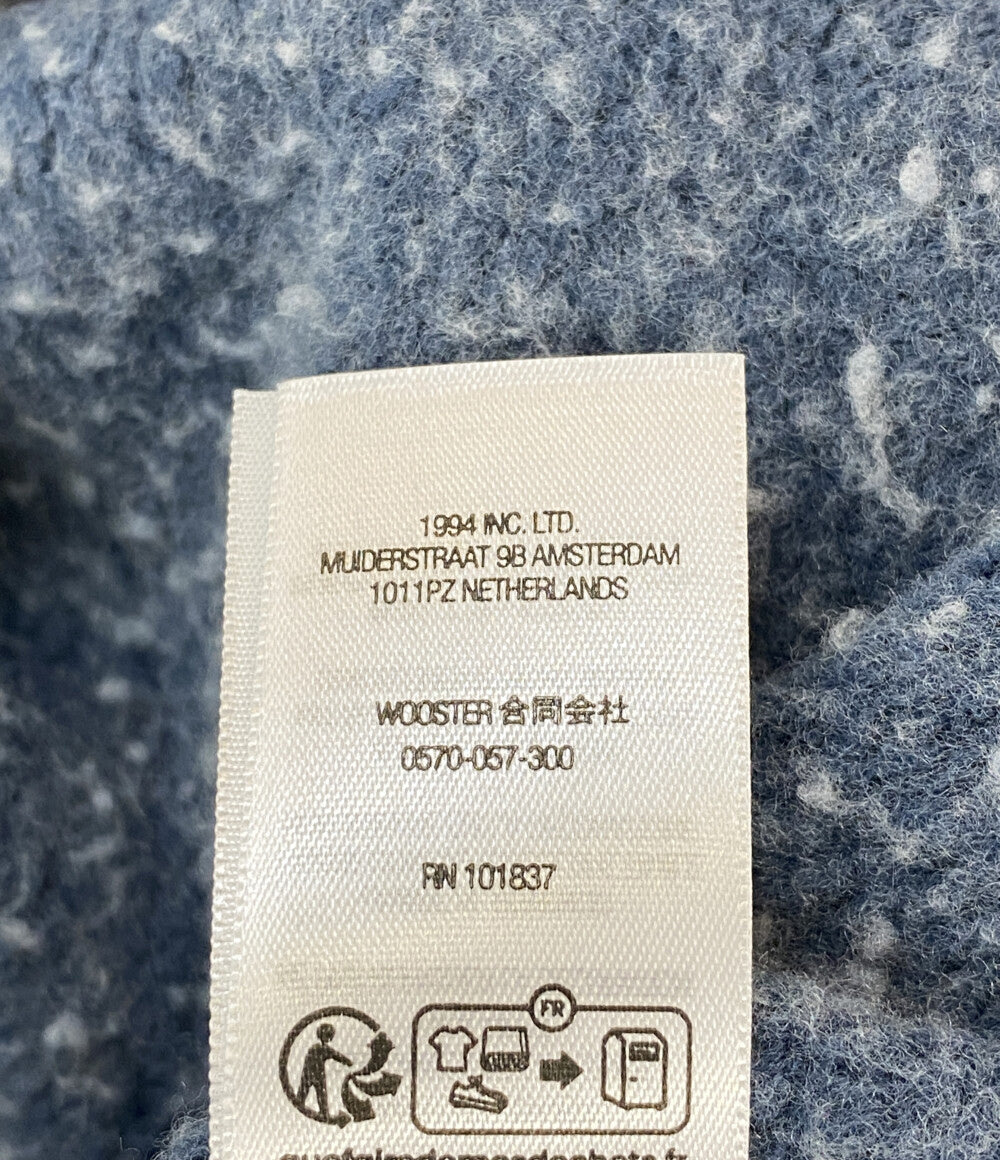 1994 INC. LTD.
MUIDERSTRAAT 9B AMSTERDAM
1011PZ NETHERLANDS
WOOSTER 合同会社
0570-057-300
RN 101837
FR